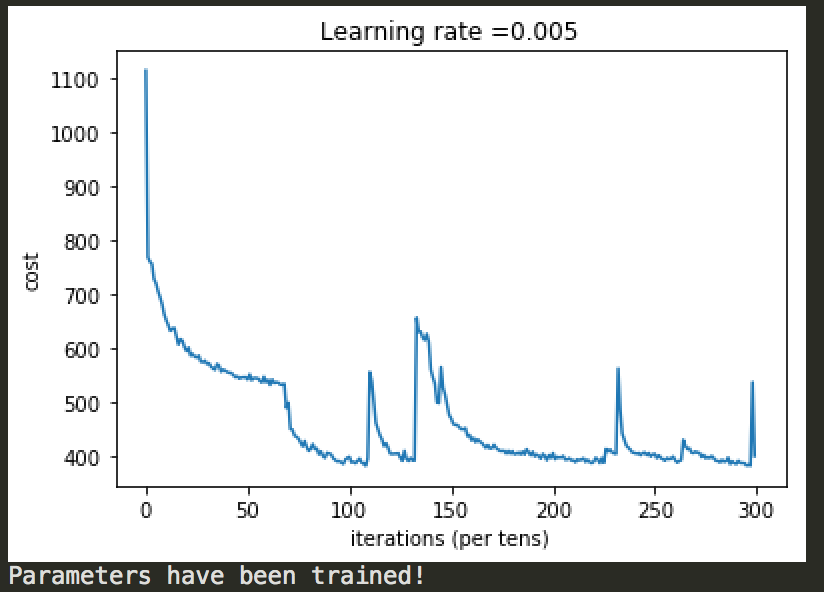 Learning rate =0.005
1100
1000
900
800
700
600
500
400
cost
0 50 100 150 200 250 300
iterations (per tens)
Parameters have been trained!